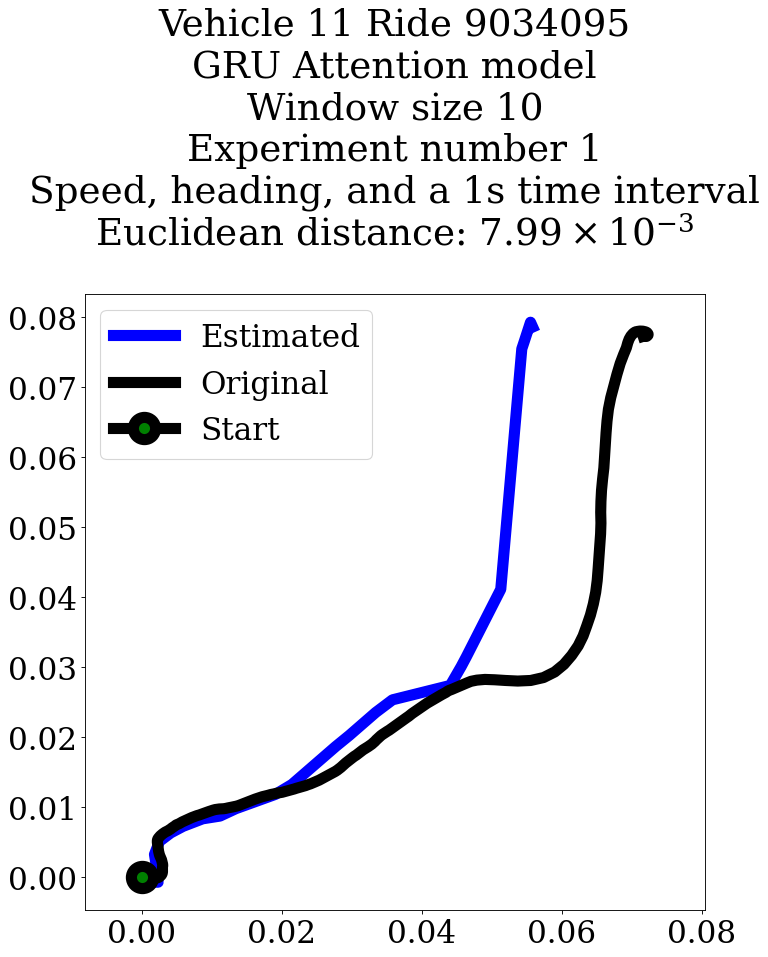 Vehicle 11 Ride 9034095
GRU Attention model
Window size 10
Experiment number 1
Speed, heading, and a 1s time interval
Euclidean distance: 7.99 × 10⁻³
Estimated
Original
Start
0.08
0.07
0.06
0.05
0.04
0.03
0.02
0.01
0.00
0.00 0.02 0.04 0.06 0.08